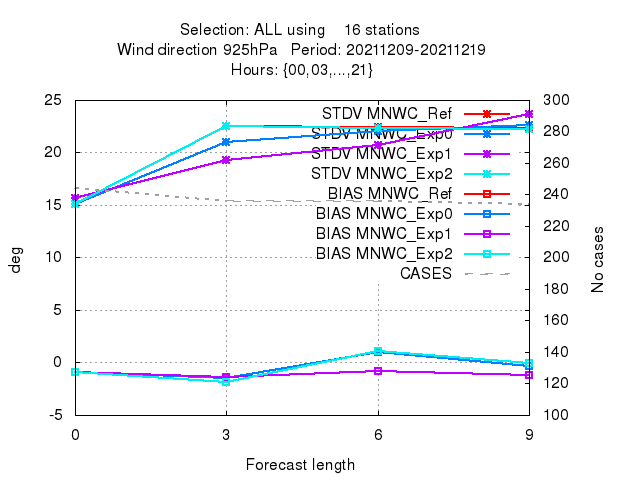 Selection: ALL using 16 stations
Wind direction 925hPa Period: 20211209-20211219
Hours: {00,03,...,21}
25 300
STDV MNWC_Ref
STDV MNWC_Exp0 280
20 STDV MNWC_Exp1 260
STDV MNWC_Exp2
BIAS MNWC_Ref 240
15 BIAS MNWC_Exp0 220
BIAS MNWC_Exp1
10 BIAS MNWC_Exp2 200
CASES
deg No cases
180
5 160
0 140
120
-5 100
0 3 6 9
Forecast length